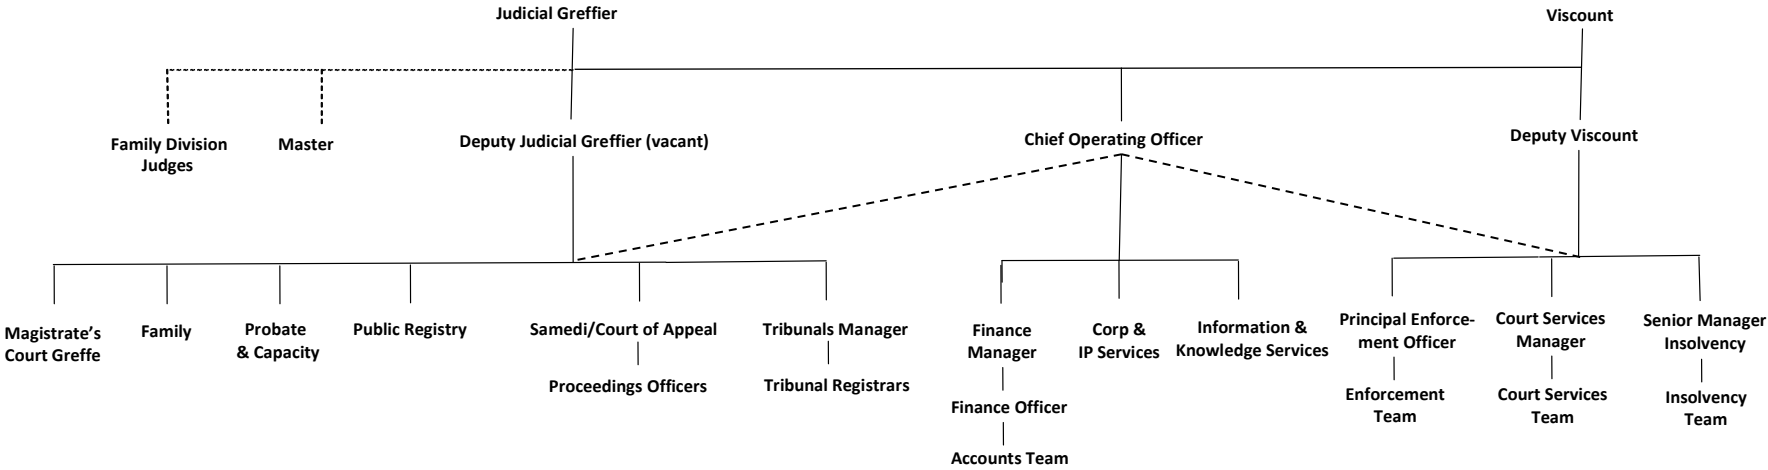 Judicial Greffier
Viscount
Family Division
Judges
Master
Deputy Judicial Greffier (vacant)
Chief Operating Officer
Deputy Viscount
Magistrate’s
Court Greffe
Family
Probate
& Capacity
Public Registry
Samedi/Court of Appeal
Proceedings Officers
Tribunals Manager
Tribunal Registrars
Finance
Manager
Finance Officer
Accounts Team
Corp &
IP Services
Information &
Knowledge Services
Principal Enforce-
ment Officer
Enforcement
Team
Court Services
Manager
Court Services
Team
Senior Manager
Insolvency
Insolvency
Team